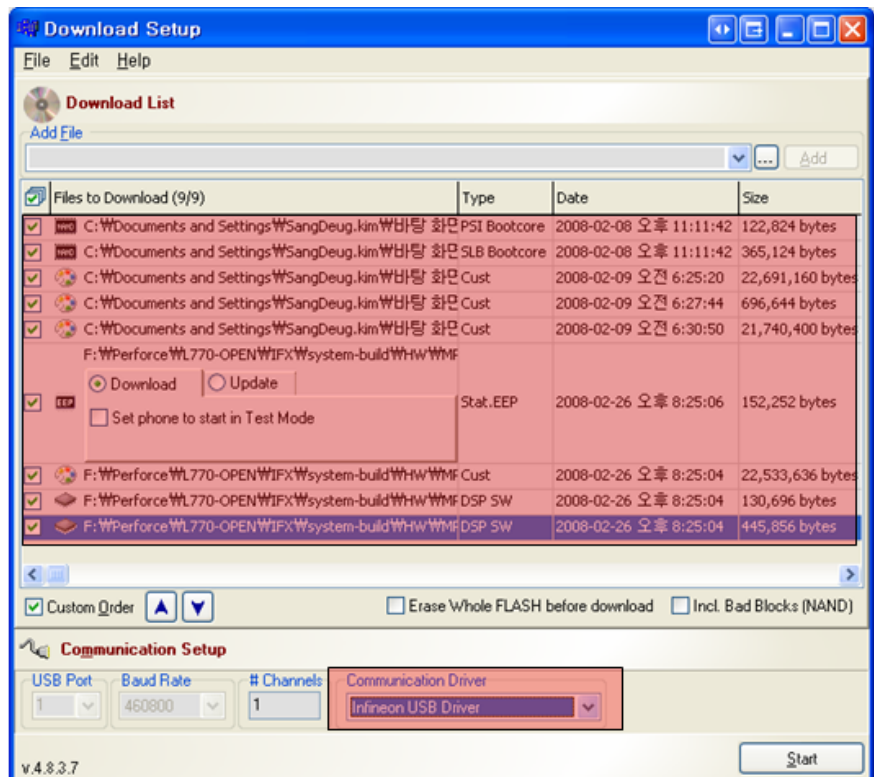 Download Setup
File Edit Help
Download List
Add File
... Add
Files to Download (9/9) Type Date Size
C:₩Documents and Settings₩SangDeug.kim₩바탕 화면 PSI Bootcore 2008-02-08 오후 11:11:42 122,824 bytes
C:₩Documents and Settings₩SangDeug.kim₩바탕 화면 SLB Bootcore 2008-02-08 오후 11:11:42 365,124 bytes
C:₩Documents and Settings₩SangDeug.kim₩바탕 화면 Cust 2008-02-09 오전 6:25:20 22,691,160 bytes
C:₩Documents and Settings₩SangDeug.kim₩바탕 화면 Cust 2008-02-09 오전 6:27:44 696,644 bytes
C:₩Documents and Settings₩SangDeug.kim₩바탕 화면 Cust 2008-02-09 오전 6:30:50 21,740,400 bytes
F:₩Perforce₩L770-OPEN₩IFX₩system-build₩HW₩MF
Download Update
EEP Stat.EEP 2008-02-26 오후 8:25:06 152,252 bytes
Set phone to start in Test Mode
F:₩Perforce₩L770-OPEN₩IFX₩system-build₩HW₩MF Cust 2008-02-26 오후 8:25:04 22,533,636 bytes
F:₩Perforce₩L770-OPEN₩IFX₩system-build₩HW₩MF DSP SW 2008-02-26 오후 8:25:04 130,696 bytes
F:₩Perforce₩L770-OPEN₩IFX₩system-build₩HW₩MF DSP SW 2008-02-26 오후 8:25:04 445,856 bytes
Custom Order Erase Whole FLASH before download Incl. Bad Blocks (NAND)
Communication Setup
USB Port Baud Rate # Channels Communication Driver
1 460800 1 Infineon USB Driver
v.4.8.3.7 Start